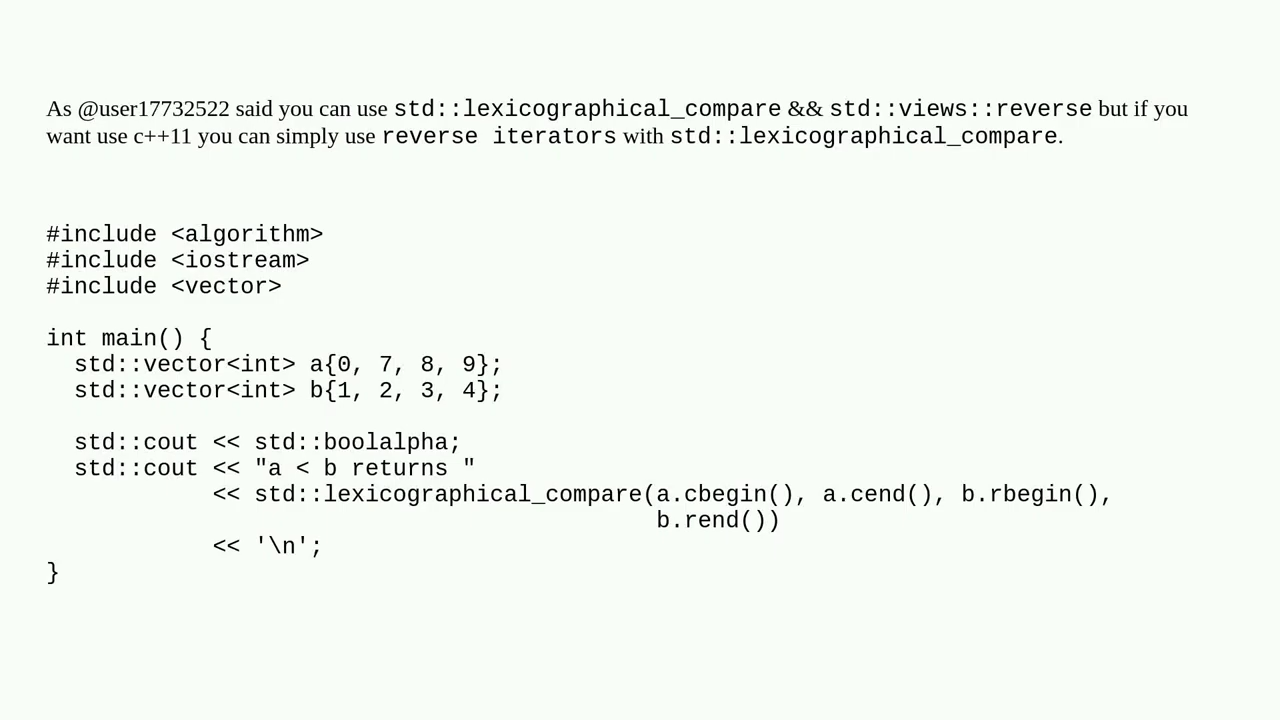 As @user17732522 said you can use std::lexicographical_compare && std::views::reverse but if you
want use c++11 you can simply use reverse iterators with std::lexicographical_compare.
#include <algorithm>
#include <iostream>
#include <vector>
int main() {
  std::vector<int> a{0, 7, 8, 9};
  std::vector<int> b{1, 2, 3, 4};
  std::cout << std::boolalpha;
  std::cout << "a < b returns "
            << std::lexicographical_compare(a.cbegin(), a.cend(), b.rbegin(),
                                            b.rend())
            << '\n';
}